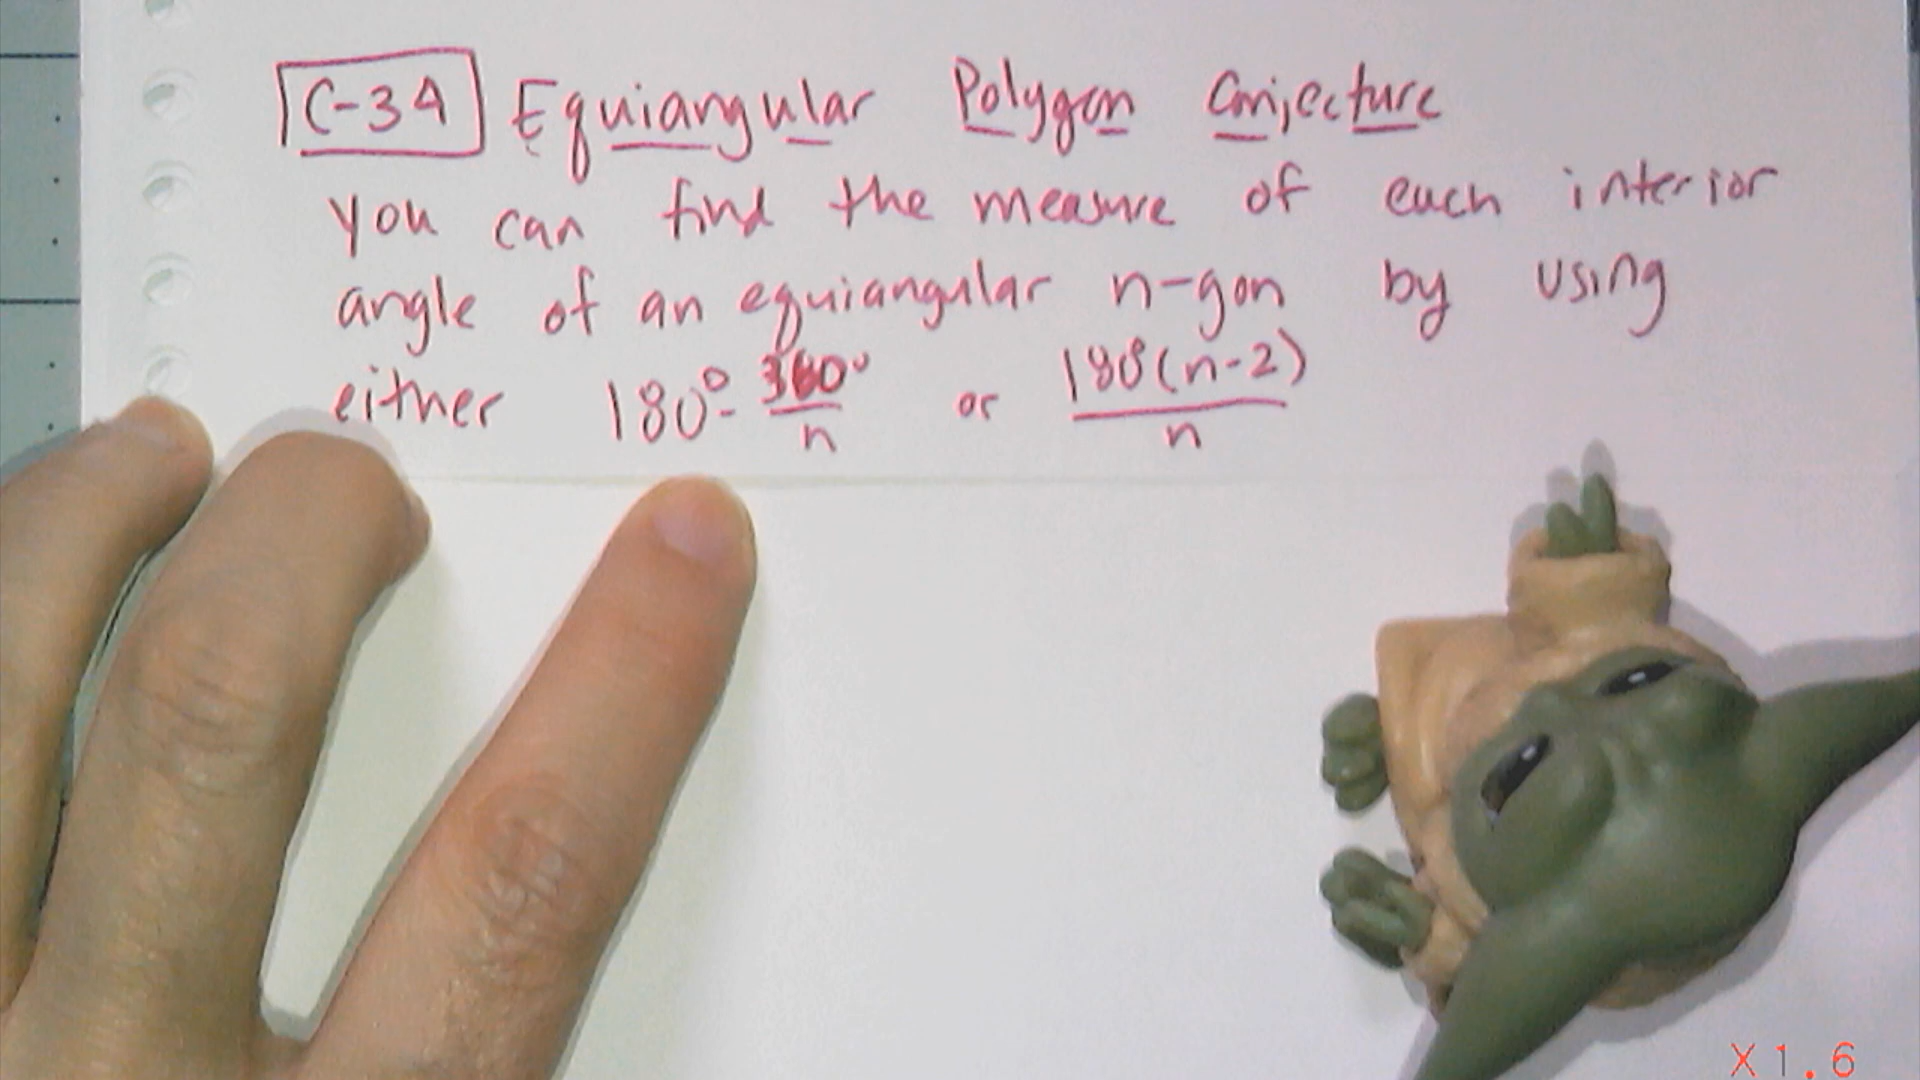 C-34 Equiangular Polygon Conjecture
you can find the measure of each interior
angle of an equiangular n-gon by using
either 180° - 360°/n or 180°(n-2)/n
X1.6